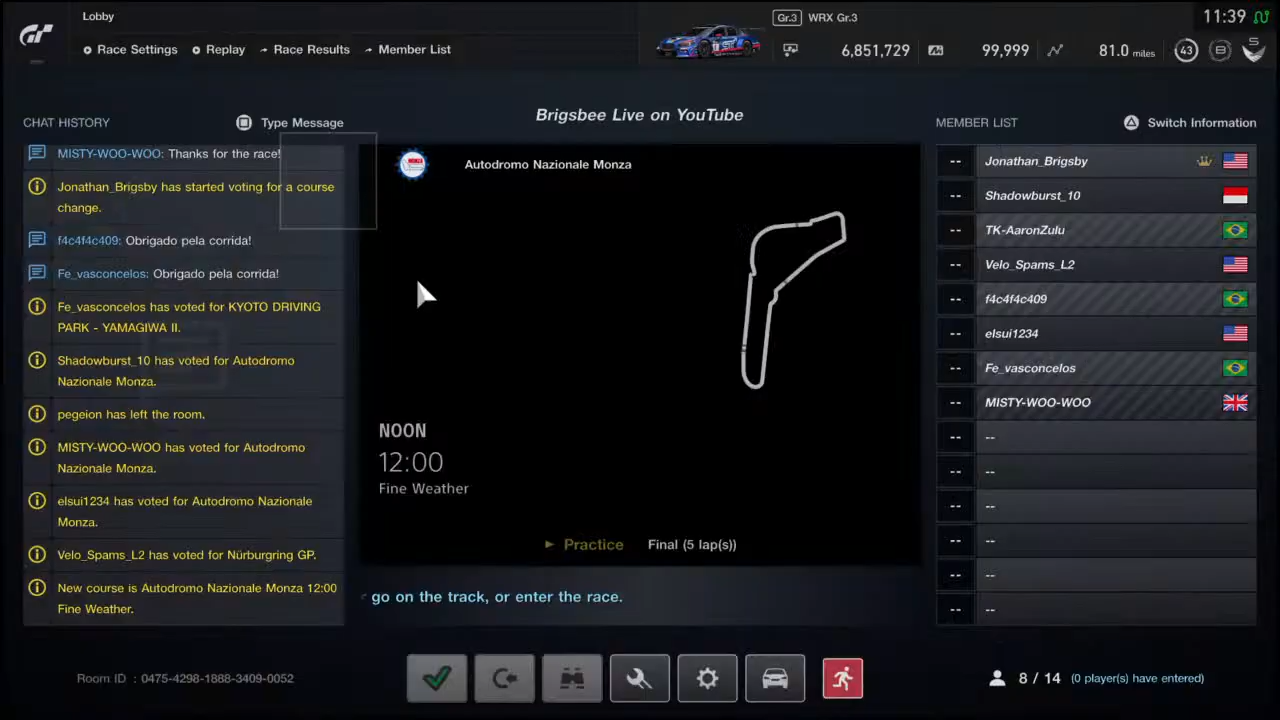 Lobby
Race Settings
Replay
Race Results
Member List
Gr.3
WRX Gr.3
6,851,729
99,999
81.0 miles
43
B
S
11:39
CHAT HISTORY
Type Message
MISTY-WOO-WOO: Thanks for the race!
Jonathan_Brigsby has started voting for a course
change.
f4c4f4c409: Obrigado pela corrida!
Fe_vasconcelos: Obrigado pela corrida!
Fe_vasconcelos has voted for KYOTO DRIVING
PARK - YAMAGIWA II.
Shadowburst_10 has voted for Autodromo
Nazionale Monza.
pegeion has left the room.
MISTY-WOO-WOO has voted for Autodromo
Nazionale Monza.
elsui1234 has voted for Autodromo Nazionale
Monza.
Velo_Spams_L2 has voted for Nürburgring GP.
New course is Autodromo Nazionale Monza 12:00
Fine Weather.
Brigsbee Live on YouTube
Autodromo Nazionale Monza
NOON
12:00
Fine Weather
Practice
Final (5 lap(s))
go on the track, or enter the race.
MEMBER LIST
Switch Information
-- Jonathan_Brigsby
-- Shadowburst_10
-- TK-AaronZulu
-- Velo_Spams_L2
-- f4c4f4c409
-- elsui1234
-- Fe_vasconcelos
-- MISTY-WOO-WOO
-- --
-- --
-- --
-- --
-- --
-- --
Room ID : 0475-4298-1888-3409-0052
8 / 14 (0 player(s) have entered)